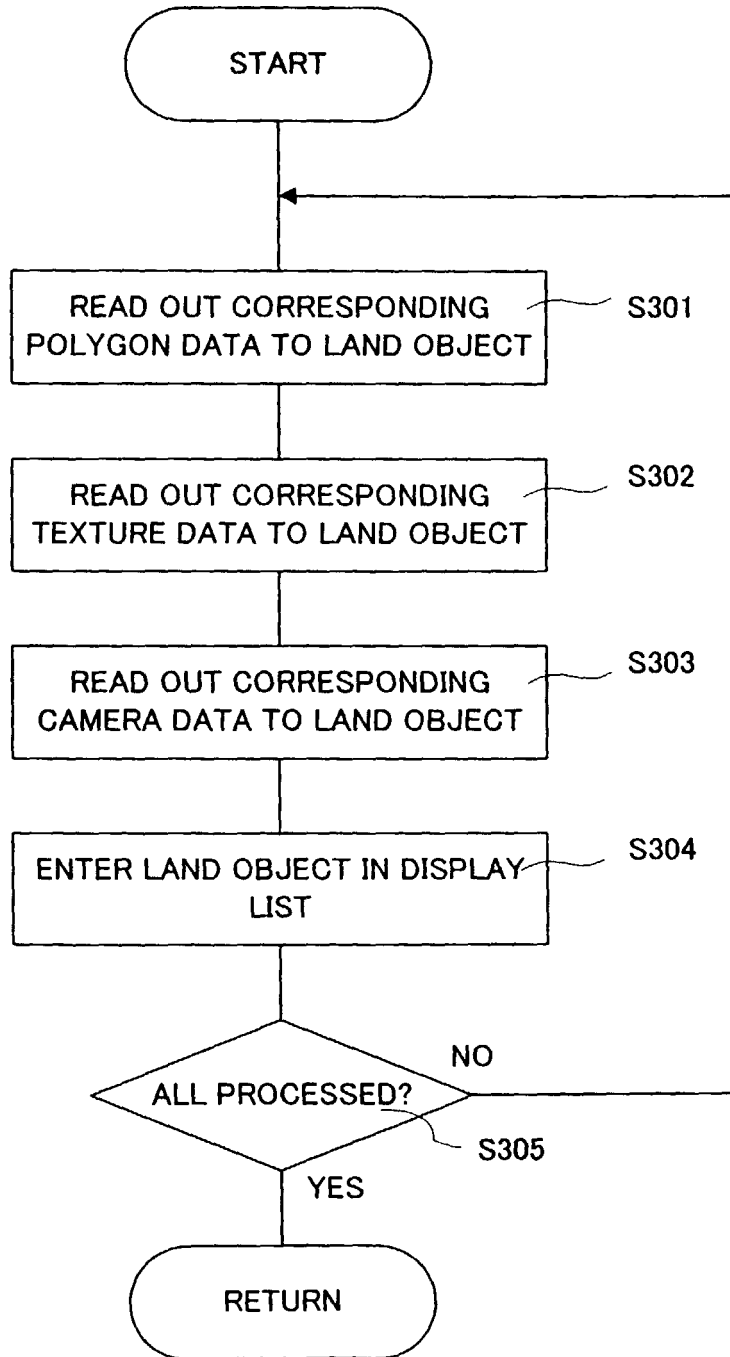 START
READ OUT CORRESPONDING
POLYGON DATA TO LAND OBJECT
S301
READ OUT CORRESPONDING
TEXTURE DATA TO LAND OBJECT
S302
READ OUT CORRESPONDING
CAMERA DATA TO LAND OBJECT
S303
ENTER LAND OBJECT IN DISPLAY
LIST
S304
ALL PROCESSED?
NO
S305
YES
RETURN